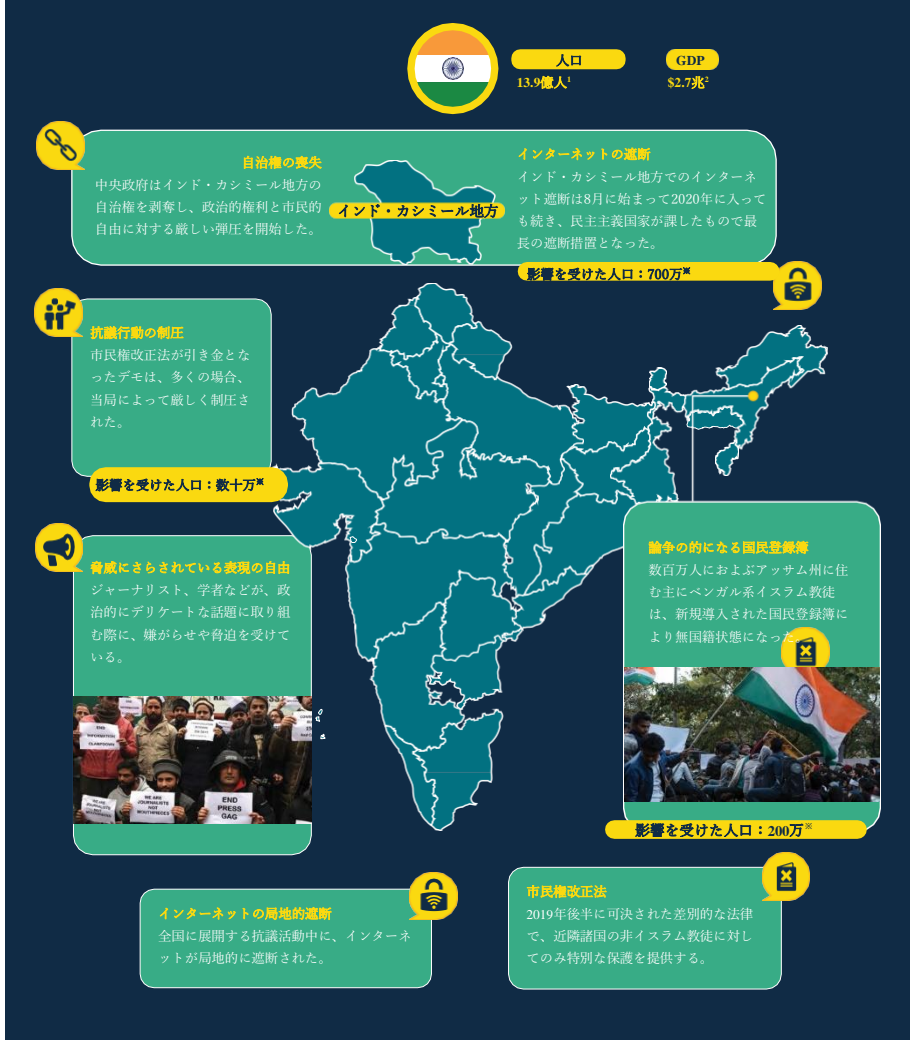 人口
GDP
13.9億人¹
$2.7兆²
自治権の喪失
中央政府はインド・カシミール地方の
自治権を剥奪し、政治的権利と市民的
自由に対する厳しい弾圧を開始した。
インド・カシミール地方
インターネットの遮断
インド・カシミール地方でのインターネ
ット遮断は8月に始まって2020年に入って
も続き、民主主義国家が課したもので最
長の遮断措置となった。
影響を受けた人口：700万※
抗議行動の制圧
市民権改正法が引き金とな
ったデモは、多くの場合、
当局によって厳しく制圧さ
れた。
影響を受けた人口：数十万※
脅威にさらされている表現の自由
ジャーナリスト、学者などが、政
治的にデリケートな話題に取り組
む際に、嫌がらせや脅迫を受けて
いる。
END
INFORMATION
CLAMPDOWN
WE ARE
JOURNALISTS
NOT
WE ARE
JOURNALISTS
NOT
MOUTHPIECES
END
PRESS
GAG
論争の的になる国民登録簿
数百万人におよぶアッサム州に住
む主にベンガル系イスラム教徒
は、新規導入された国民登録簿に
より無国籍状態になった。
影響を受けた人口：200万※
インターネットの局地的遮断
全国に展開する抗議活動中に、インターネ
ットが局地的に遮断された。
市民権改正法
2019年後半に可決された差別的な法律
で、近隣諸国の非イスラム教徒に対し
てのみ特別な保護を提供する。